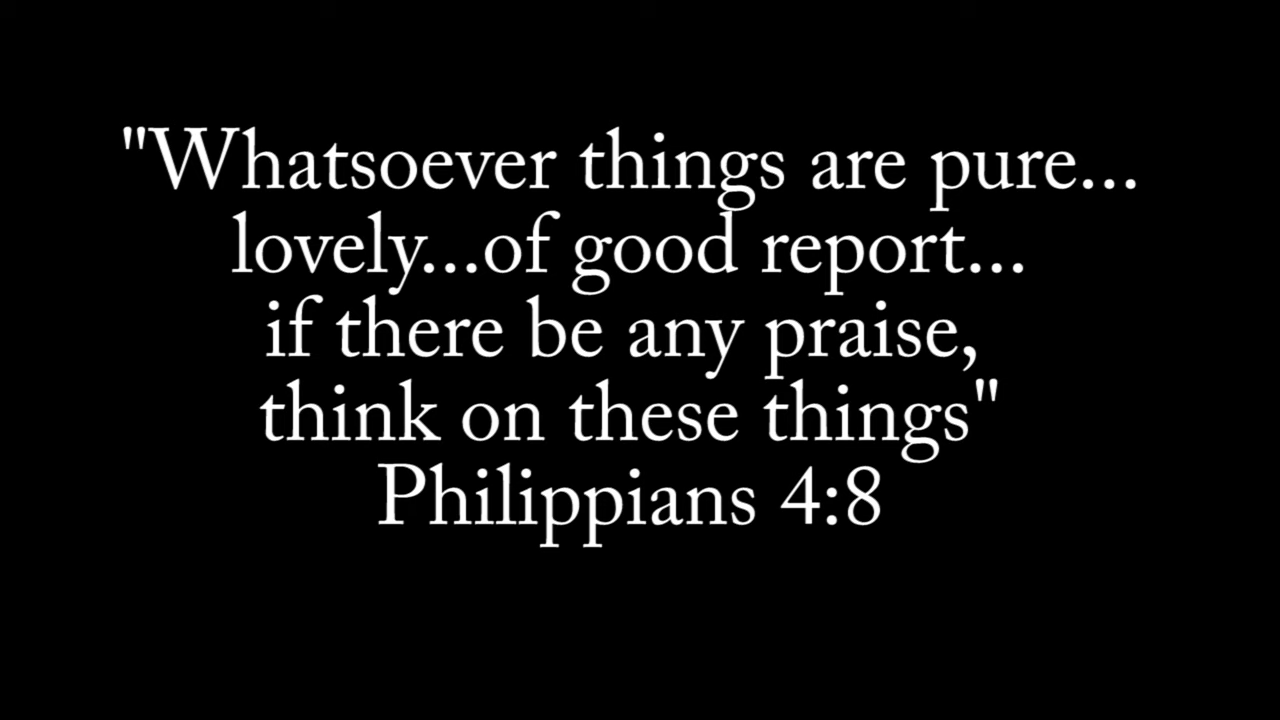 "Whatsoever things are pure...
lovely...of good report...
if there be any praise,
think on these things"
Philippians 4:8